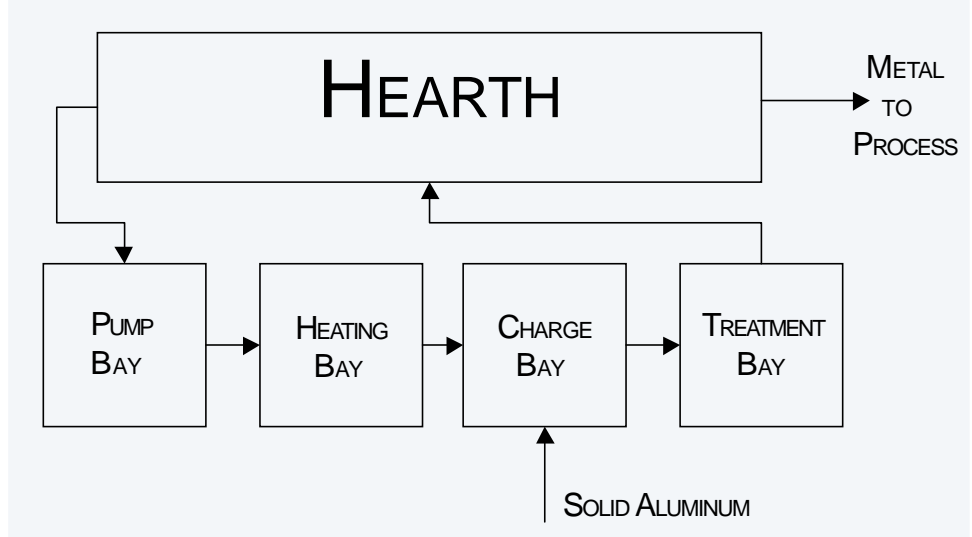 HEARTH
METAL
TO
PROCESS
PUMP
BAY
HEATING
BAY
CHARGE
BAY
TREATMENT
BAY
SOLID ALUMINUM